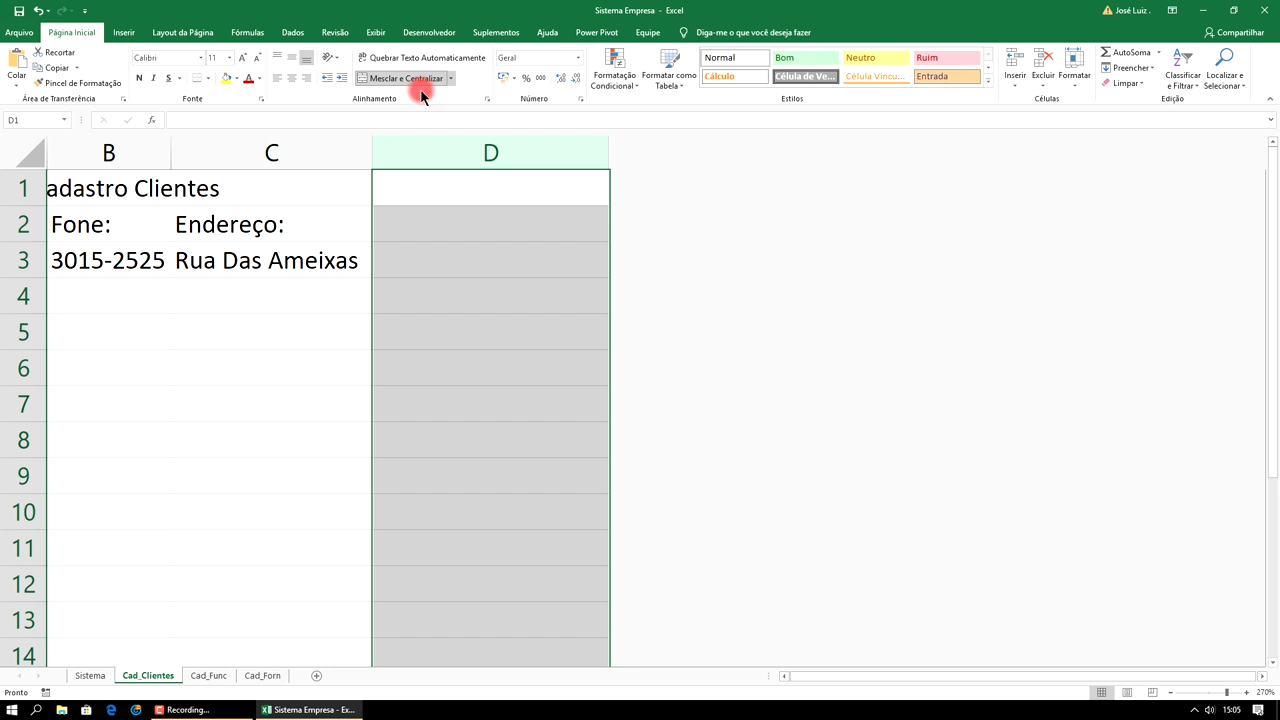 Sistema Empresa - Excel
José Luiz .
Arquivo Página Inicial Inserir Layout da Página Fórmulas Dados Revisão Exibir Desenvolvedor Suplementos Ajuda Power Pivot Equipe Diga-me o que você deseja fazer Compartilhar
Colar
Recortar
Copiar
Pincel de Formatação
Área de Transferência
Calibri 11
N I S
Fonte
Quebrar Texto Automaticamente
Mesclar e Centralizar
Alinhamento
Geral
% 000
Número
Formatação Condicional
Formatar como Tabela
Normal Bom Neutro Ruim
Cálculo Célula de Ve... Célula Vincu... Entrada
Estilos
Inserir Excluir Formatar
Células
AutoSoma
Preencher
Limpar
Classificar e Filtrar
Localizar e Selecionar
Edição
D1 fx
B C D
1 adastro Clientes
2 Fone: Endereço:
3 3015-2525 Rua Das Ameixas
4
5
6
7
8
9
10
11
12
13
14
Sistema Cad_Clientes Cad_Func Cad_Forn
Pronto 270%
Recording... Sistema Empresa - Exc... 15:05